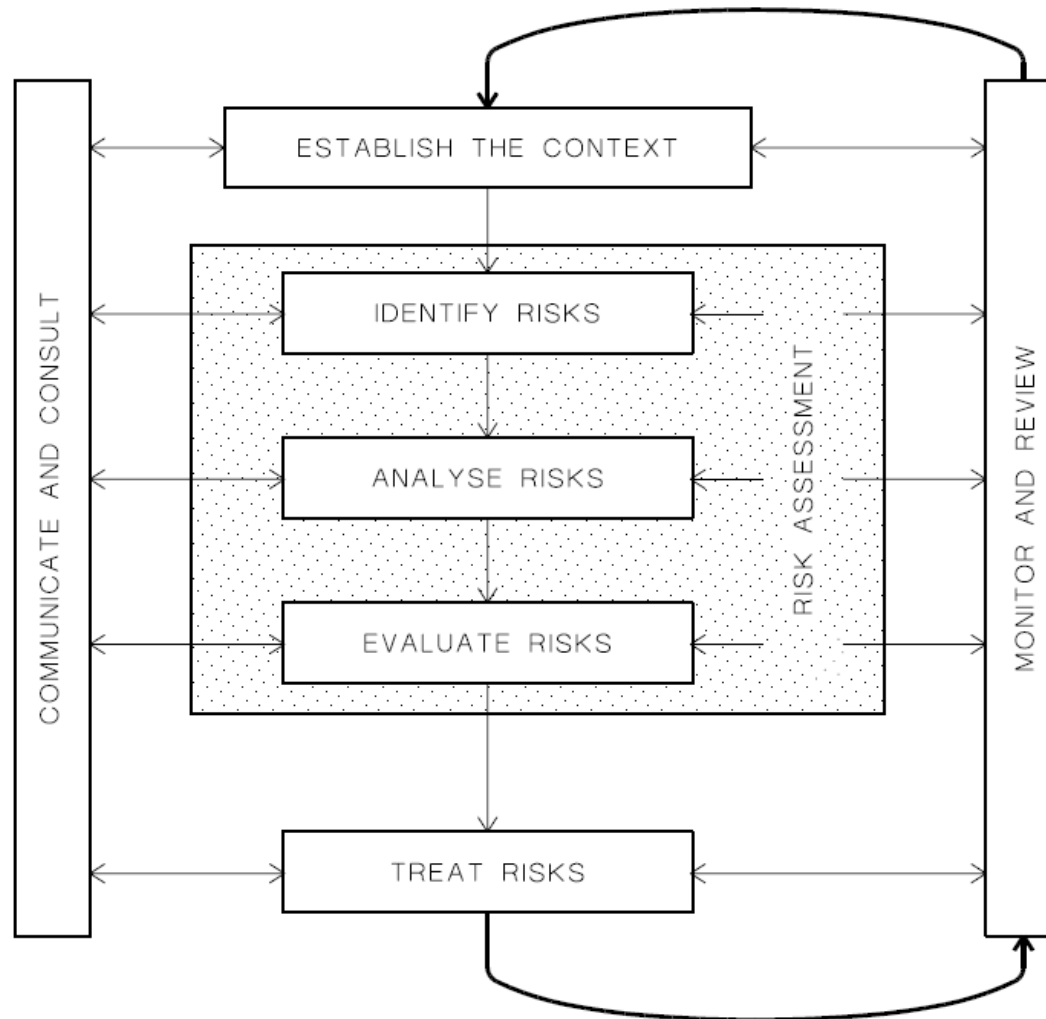 ESTABLISH THE CONTEXT
COMMUNICATE AND CONSULT
IDENTIFY RISKS
ANALYSE RISKS
EVALUATE RISKS
RISK ASSESSMENT
MONITOR AND REVIEW
TREAT RISKS